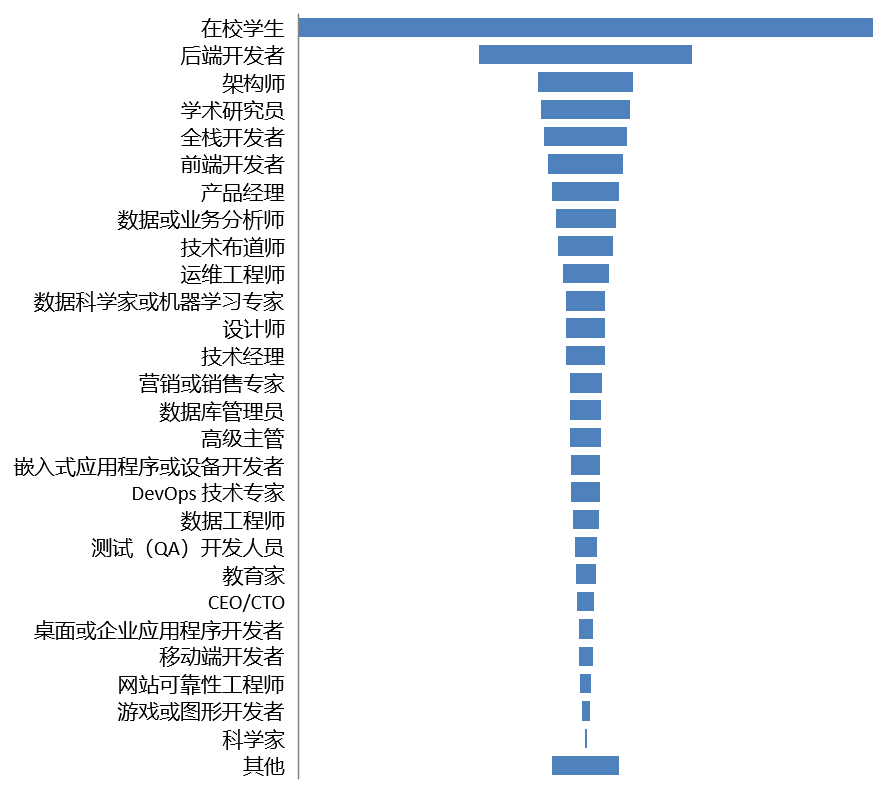 在校学生
后端开发者
架构师
学术研究员
全栈开发者
前端开发者
产品经理
数据或业务分析师
技术布道师
运维工程师
数据科学家或机器学习专家
设计师
技术经理
营销或销售专家
数据库管理员
高级主管
嵌入式应用程序或设备开发者
DevOps 技术专家
数据工程师
测试（QA）开发人员
教育家
CEO/CTO
桌面或企业应用程序开发者
移动端开发者
网站可靠性工程师
游戏或图形开发者
科学家
其他